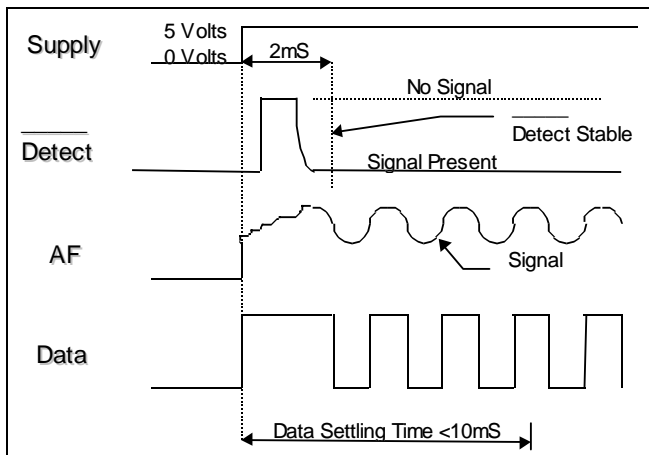 5 Volts
Supply
0 Volts
2mS
No Signal
Detect
Detect Stable
Signal Present
AF
Signal
Data
Data Settling Time <10mS